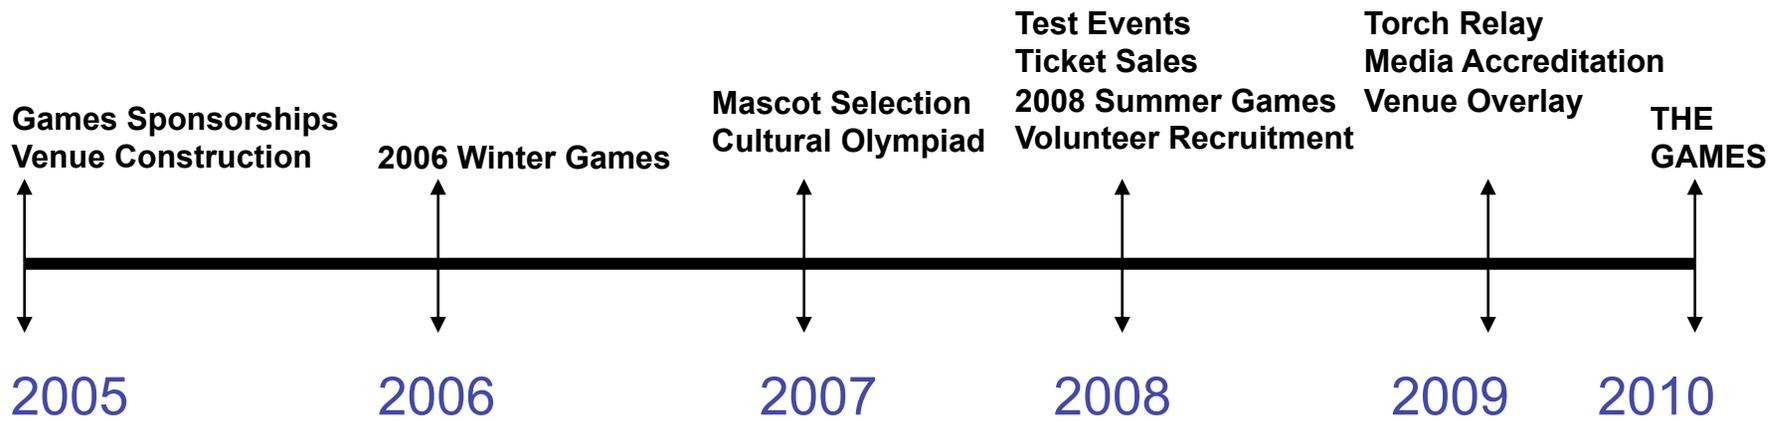 Games Sponsorships
Venue Construction
2006 Winter Games
Mascot Selection
Cultural Olympiad
Test Events
Ticket Sales
2008 Summer Games
Volunteer Recruitment
Torch Relay
Media Accreditation
Venue Overlay
THE
GAMES
2005
2006
2007
2008
2009
2010